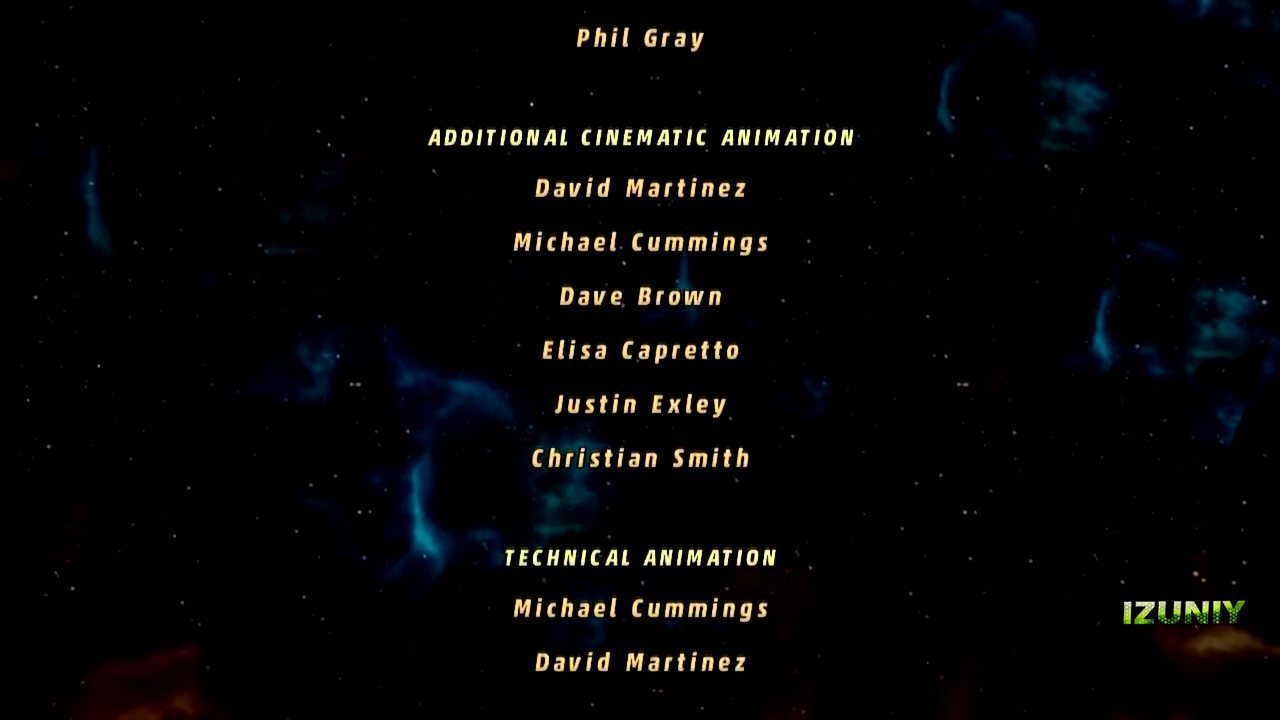 Phil Gray
ADDITIONAL CINEMATIC ANIMATION
David Martinez
Michael Cummings
Dave Brown
Elisa Capretto
Justin Exley
Christian Smith
TECHNICAL ANIMATION
Michael Cummings
IZUNIY
David Martinez